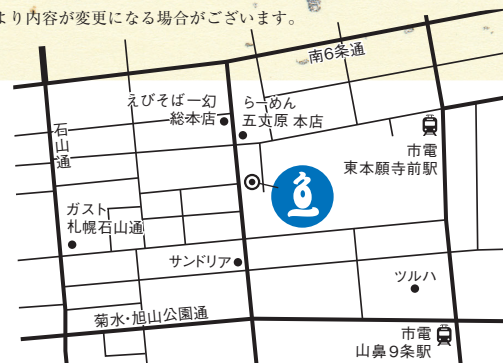 より内容が変更になる場合がございます。
南6条通
えびそば一幻
総本店
らーめん
五丈原 本店
石
山
通
市電
東本願寺前駅
ガスト
札幌石山通
サンドリア
ツルハ
菊水・旭山公園通
市電
山鼻9条駅